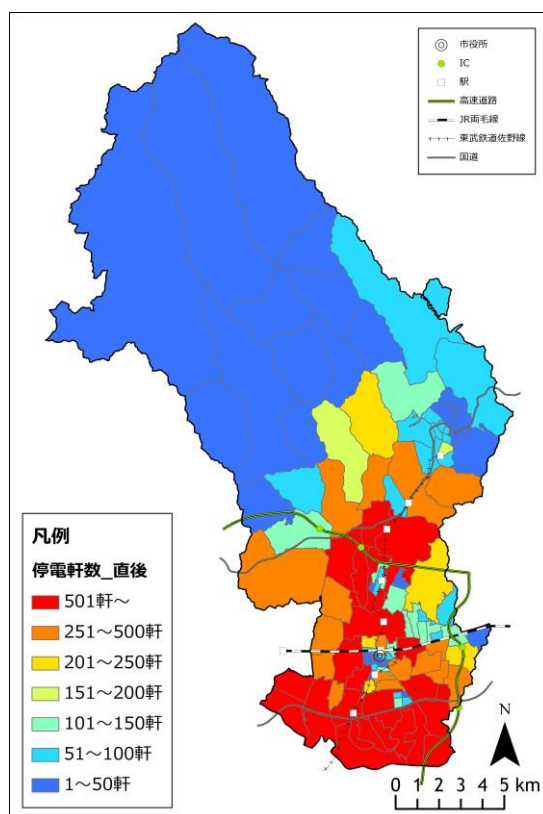 市役所
IC
駅
高速道路
JR両毛線
東武鉄道佐野線
国道
凡例
停電軒数_直後
501軒~
251~500軒
201~250軒
151~200軒
101~150軒
51~100軒
1~50軒
N
0 1 2 3 4 5 km